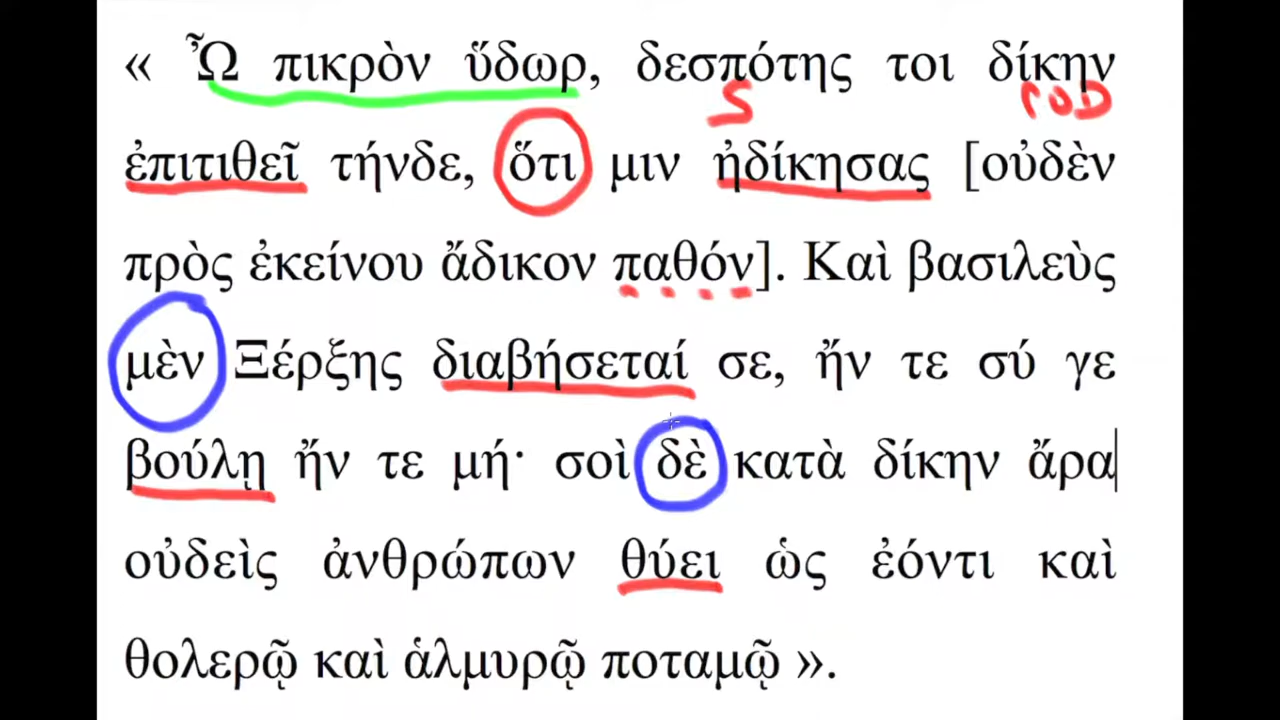 « Ὦ πικρὸν ὕδωρ, δεσπότης τοι δίκην
S COD
ἐπιτιθεῖ τήνδε, ὅτι μιν ἠδίκησας [οὐδὲν
πρὸς ἐκείνου ἄδικον παθόν]. Καὶ βασιλεὺς
μὲν Ξέρξης διαβήσεταί σε, ἤν τε σύ γε
βούλῃ ἤν τε μή· σοὶ δὲ κατὰ δίκην ἄρα
οὐδεὶς ἀνθρώπων θύει ὡς ἐόντι καὶ
θολερῷ καὶ ἁλμυρῷ ποταμῷ ».